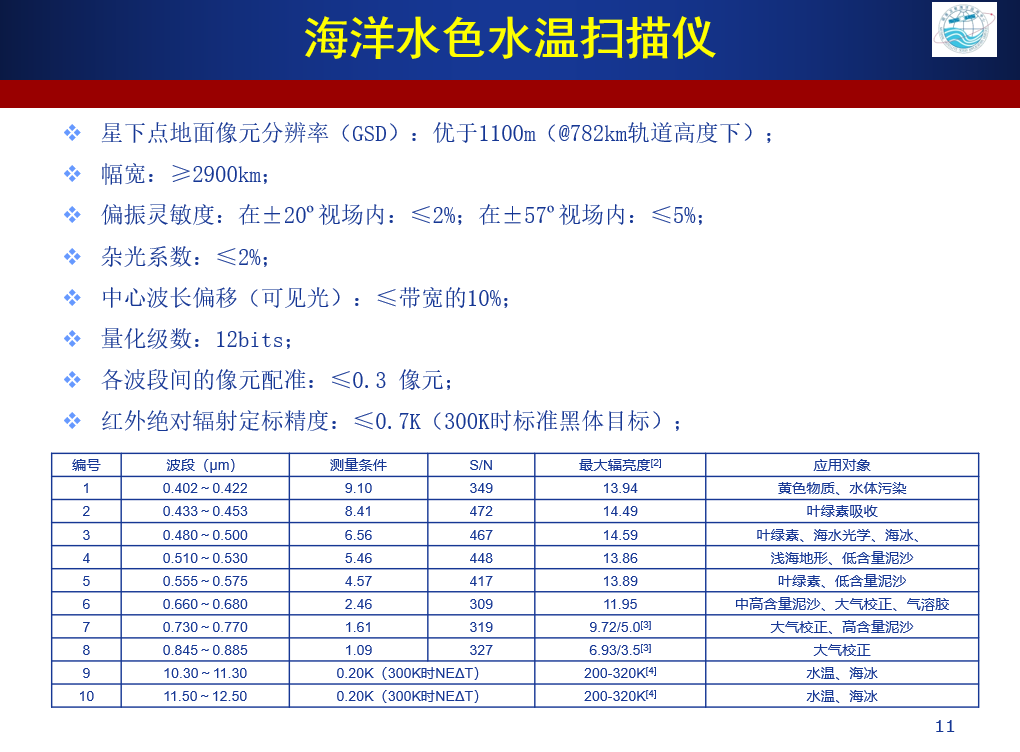 海洋水色水温扫描仪
星下点地面像元分辨率（GSD）: 优于1100m（@782km轨道高度下）;
幅宽: ≥2900km;
偏振灵敏度: 在±20º视场内: ≤2%; 在±57º视场内: ≤5%;
杂光系数: ≤2%;
中心波长偏移（可见光）: ≤带宽的10%;
量化级数: 12bits;
各波段间的像元配准: ≤0.3 像元;
红外绝对辐射定标精度: ≤0.7K（300K时标准黑体目标）;
编号 波段（μm） 测量条件 S/N 最大辐亮度[2] 应用对象
1 0.402～0.422 9.10 349 13.94 黄色物质、水体污染
2 0.433～0.453 8.41 472 14.49 叶绿素吸收
3 0.480～0.500 6.56 467 14.59 叶绿素、海水光学、海冰、
4 0.510～0.530 5.46 448 13.86 浅海地形、低含量泥沙
5 0.555～0.575 4.57 417 13.89 叶绿素、低含量泥沙
6 0.660～0.680 2.46 309 11.95 中高含量泥沙、大气校正、气溶胶
7 0.730～0.770 1.61 319 9.72/5.0[3] 大气校正、高含量泥沙
8 0.845～0.885 1.09 327 6.93/3.5[3] 大气校正
9 10.30～11.30 0.20K（300K时NEΔT） 200-320K[4] 水温、海冰
10 11.50～12.50 0.20K（300K时NEΔT） 200-320K[4] 水温、海冰
11